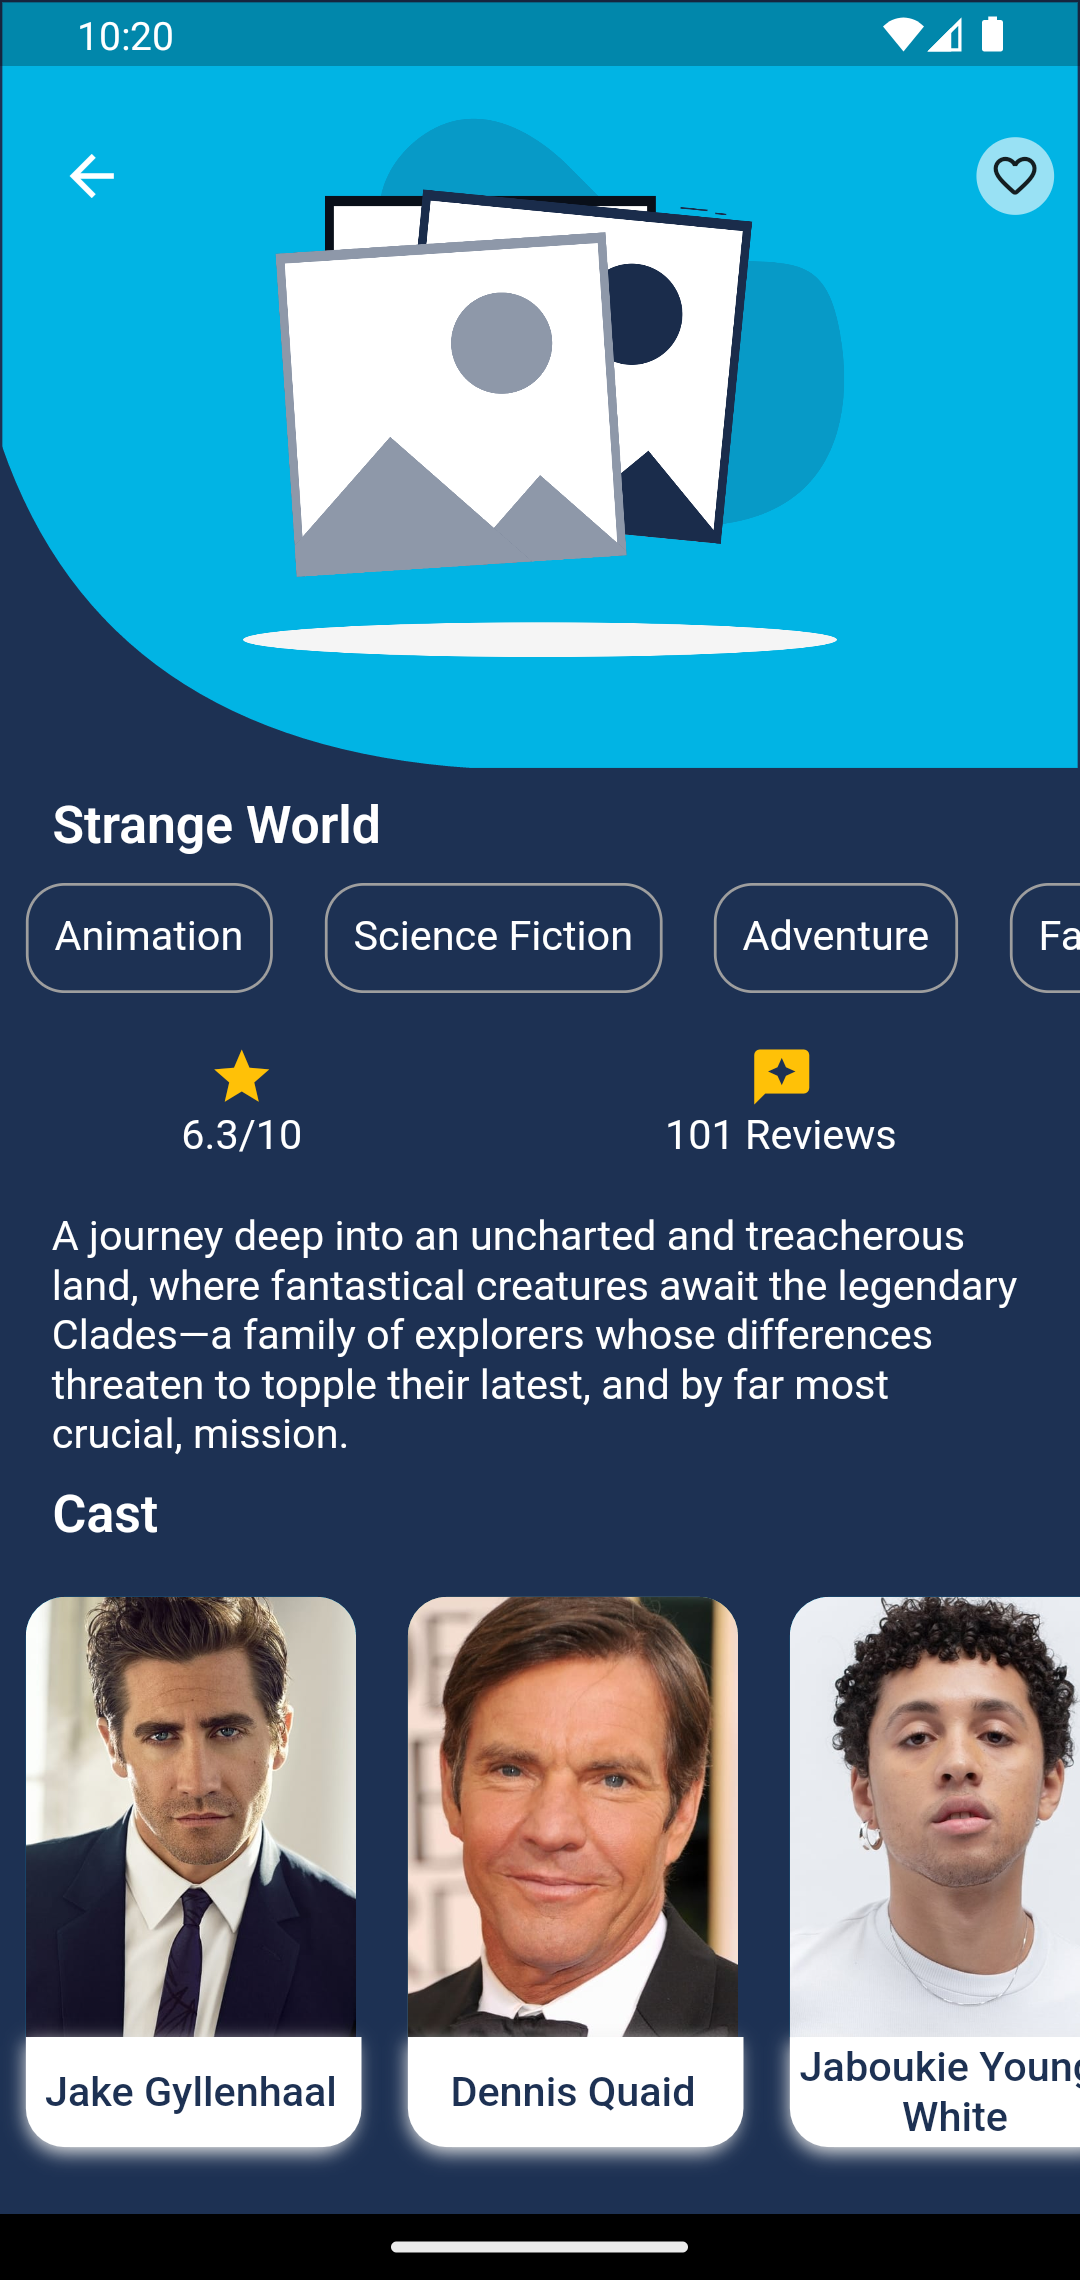 10:20
Strange World
Animation
Science Fiction
Adventure
Fa
6.3/10
101 Reviews
A journey deep into an uncharted and treacherous
land, where fantastical creatures await the legendary
Clades—a family of explorers whose differences
threaten to topple their latest, and by far most
crucial, mission.
Cast
Jake Gyllenhaal
Dennis Quaid
Jaboukie Young
White